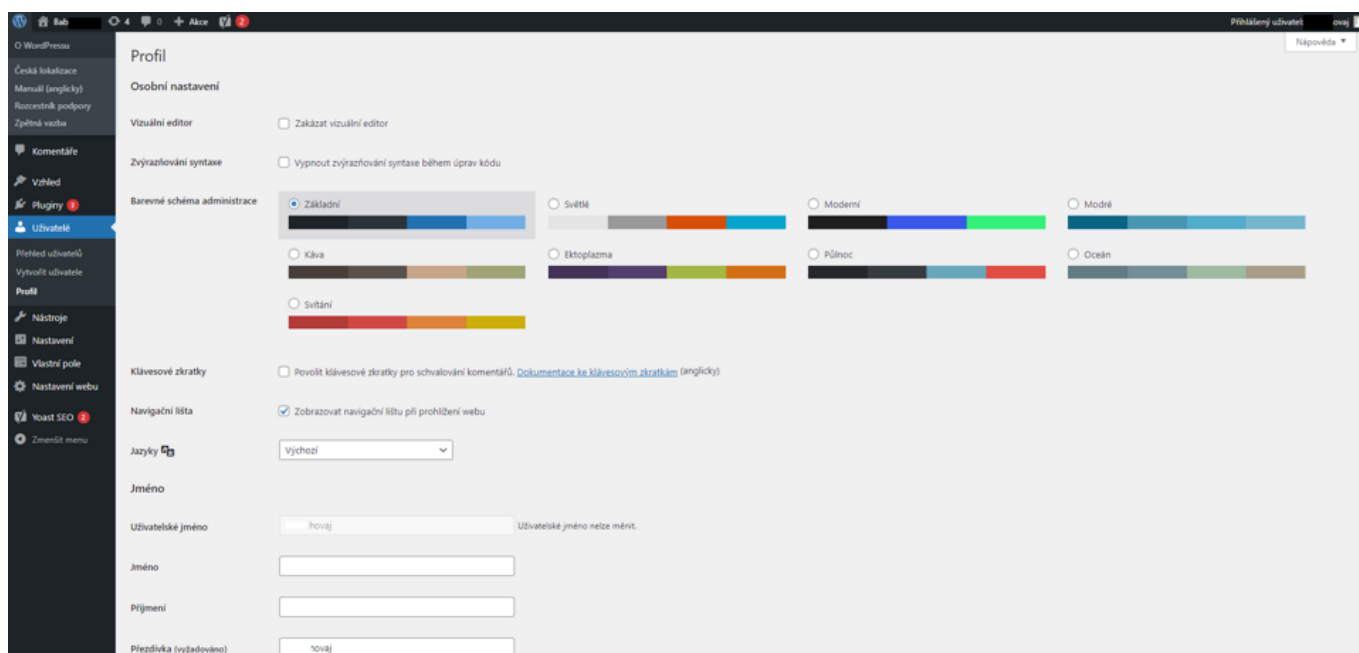 Bab
4
0
+ Akce
2
Přihlášený uživatel:
ovaj
Nápověda
O WordPressu
Česká lokalizace
Manuál (anglicky)
Rozcestník podpory
Zpětná vazba
Komentáře
Vzhled
Pluginy 3
Uživatelé
Přehled uživatelů
Vytvořit uživatele
Profil
Nástroje
Nastavení
Vlastní pole
Nastavení webu
Yoast SEO 2
Zmenšit menu
Profil
Osobní nastavení
Vizuální editor
Zakázat vizuální editor
Zvýrazňování syntaxe
Vypnout zvýrazňování syntaxe během úprav kódu
Barevné schéma administrace
Základní
Světlé
Moderní
Modré
Káva
Ektoplazma
Půlnoc
Oceán
Svítání
Klávesové zkratky
Povolit klávesové zkratky pro schvalování komentářů. Dokumentace ke klávesovým zkratkám (anglicky)
Navigační lišta
Zobrazovat navigační lištu při prohlížení webu
Jazyky
Výchozí
Jméno
Uživatelské jméno
hovaj
Uživatelské jméno nelze měnit.
Jméno
Příjmení
Přezdívka (vyžadováno)
hovaj